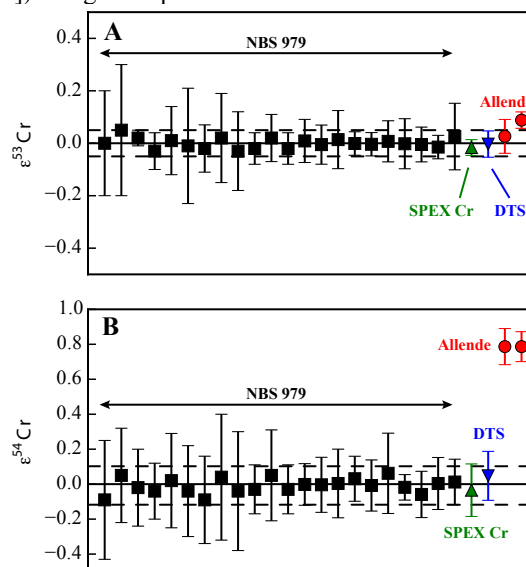 A
NBS 979
Allend
SPEX Cr
DTS
ε53Cr
0.4
0.2
0.0
−0.2
−0.4
B
NBS 979
Allende
DTS
SPEX Cr
ε54Cr
1.0
0.8
0.6
0.4
0.2
0.0
−0.2
−0.4